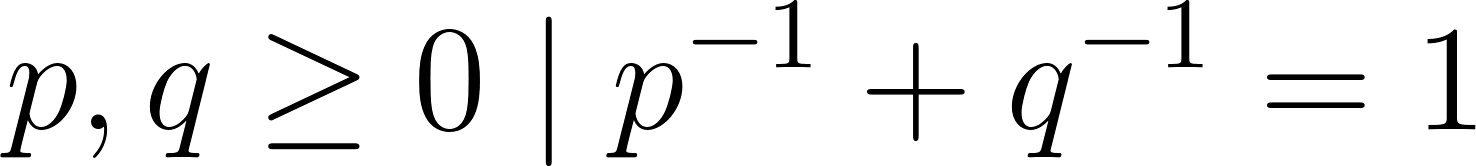 p, q ≥ 0 | p⁻¹ + q⁻¹ = 1